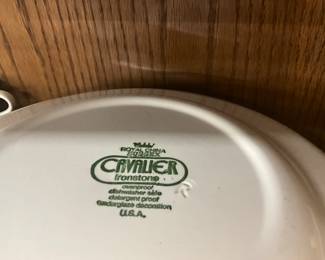 ROYAL CHINA
CAVALIER
Ironstone
ovenproof
dishwasher safe
detergent proof
underglaze decoration
U.S.A.